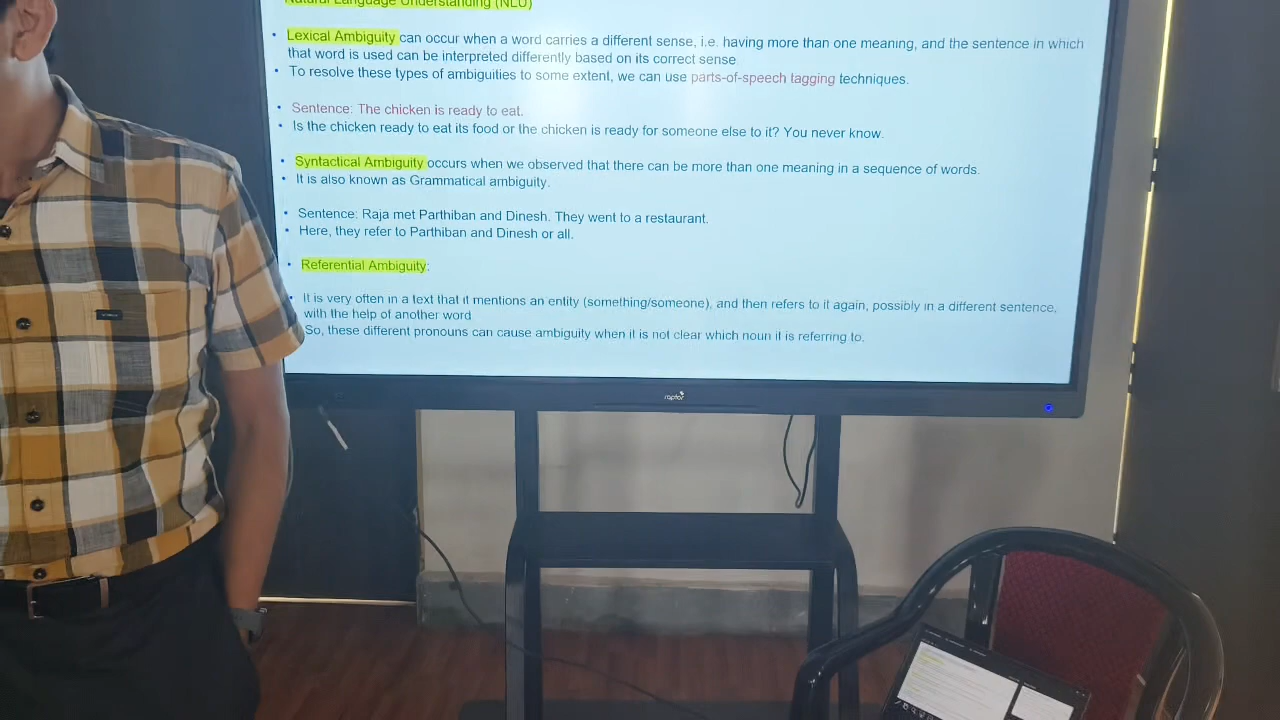 Natural Language Understanding (NLU)
• Lexical Ambiguity can occur when a word carries a different sense, i.e. having more than one meaning, and the sentence in which
that word is used can be interpreted differently based on its correct sense
• To resolve these types of ambiguities to some extent, we can use parts-of-speech tagging techniques.
• Sentence: The chicken is ready to eat.
• Is the chicken ready to eat its food or the chicken is ready for someone else to it? You never know.
• Syntactical Ambiguity occurs when we observed that there can be more than one meaning in a sequence of words.
• It is also known as Grammatical ambiguity.
• Sentence: Raja met Parthiban and Dinesh. They went to a restaurant.
• Here, they refer to Parthiban and Dinesh or all.
• Referential Ambiguity:
• It is very often in a text that it mentions an entity (something/someone), and then refers to it again, possibly in a different sentence,
with the help of another word
So, these different pronouns can cause ambiguity when it is not clear which noun it is referring to.
raptor